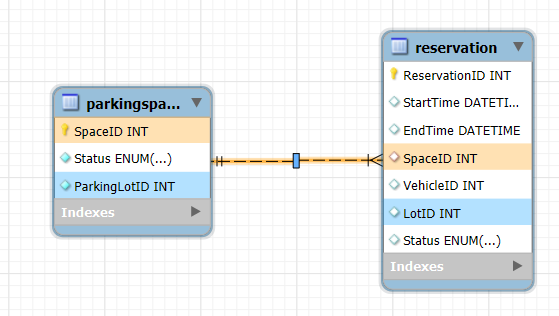 parkingspa...
SpaceID INT
Status ENUM(...)
ParkingLotID INT
Indexes
reservation
ReservationID INT
StartTime DATETI...
EndTime DATETIME
SpaceID INT
VehicleID INT
LotID INT
Status ENUM(...)
Indexes